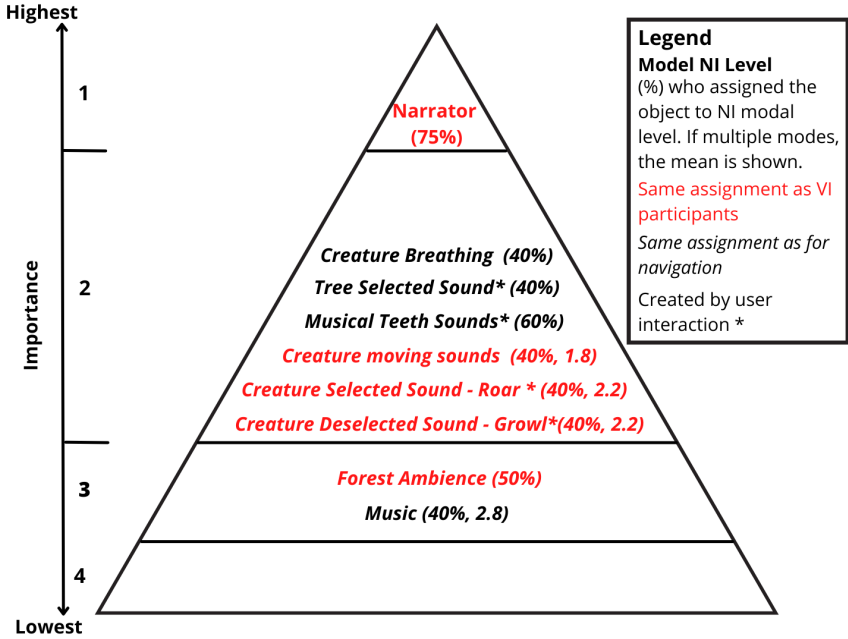 Highest
1
Narrator
(75%)
Importance
2
Creature Breathing (40%)
Tree Selected Sound* (40%)
Musical Teeth Sounds* (60%)
Creature moving sounds (40%, 1.8)
Creature Selected Sound - Roar * (40%, 2.2)
Creature Deselected Sound - Growl*(40%, 2.2)
3
Forest Ambience (50%)
Music (40%, 2.8)
4
Lowest
Legend
Model NI Level
(%) who assigned the
object to NI modal
level. If multiple modes,
the mean is shown.
Same assignment as VI
participants
Same assignment as for
navigation
Created by user
interaction *